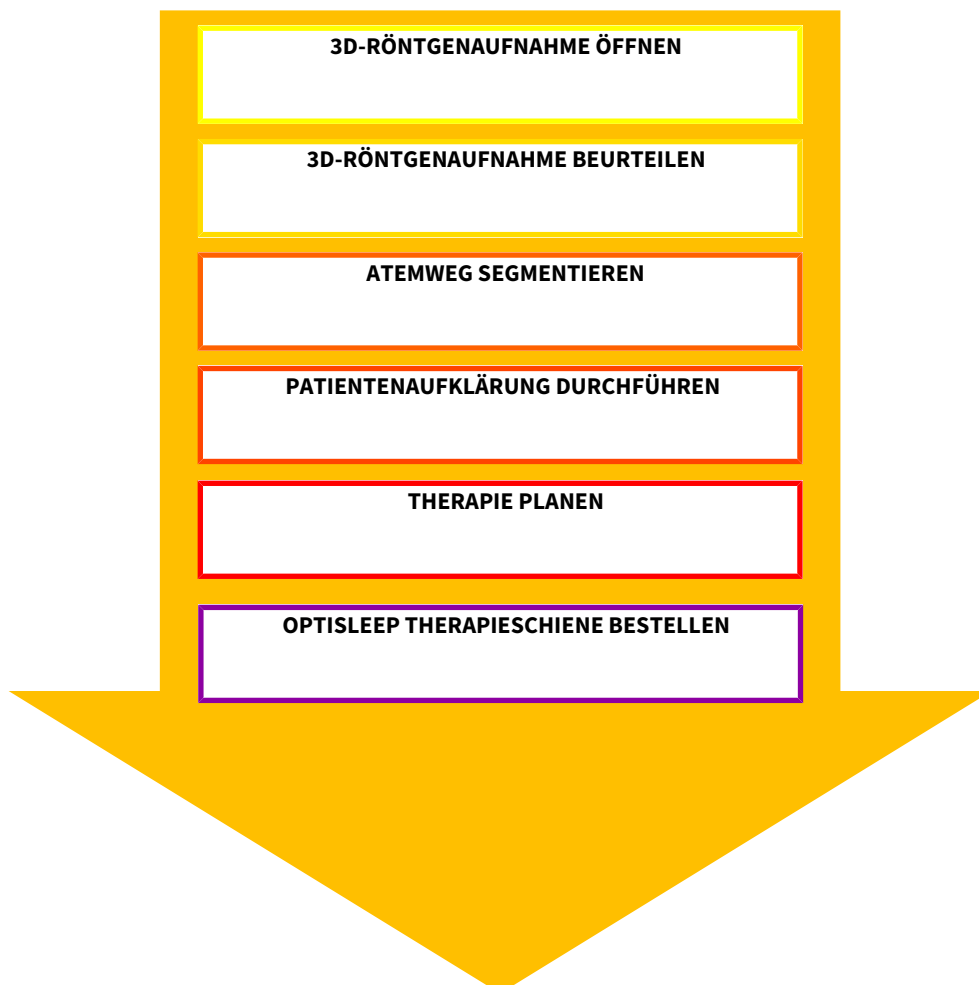 3D-RÖNTGENAUFNAHME ÖFFNEN
3D-RÖNTGENAUFNAHME BEURTEILEN
ATEMWEG SEGMENTIEREN
PATIENTENAUFKLÄRUNG DURCHFÜHREN
THERAPIE PLANEN
OPTISLEEP THERAPIESCHIENE BESTELLEN